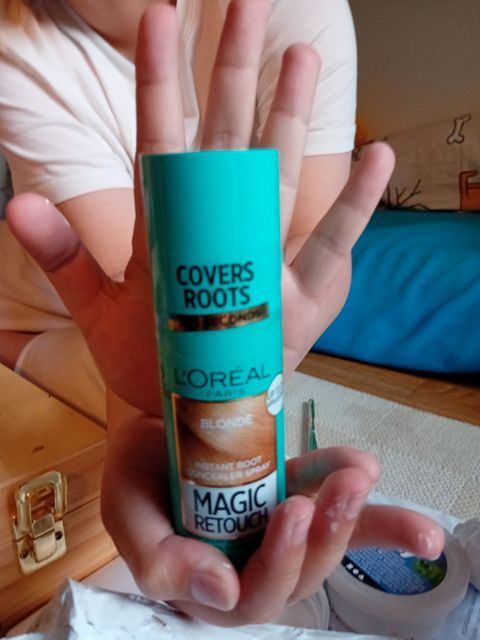 COVERS
ROOTS
L'ORÉAL
PARIS
BLONDE
INSTANT ROOT
CONCEALER SPRAY
MAGIC
RETOUCH